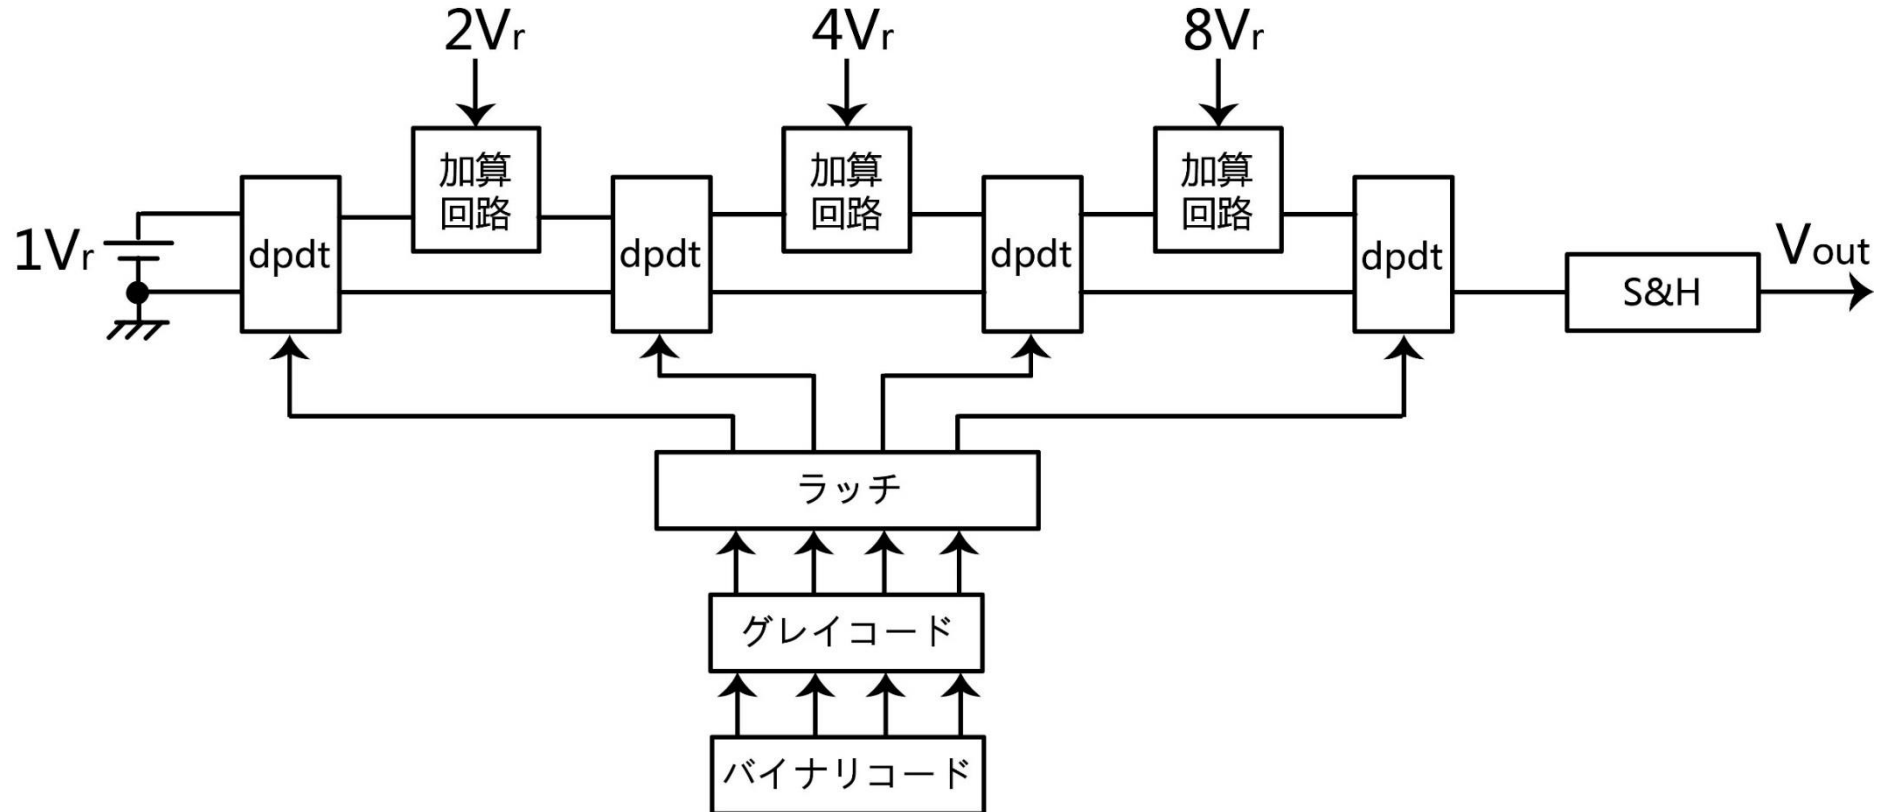 2Vr
4Vr
8Vr
加算
回路
加算
回路
加算
回路
1Vr
dpdt
dpdt
dpdt
dpdt
S&H
Vout
ラッチ
グレイコード
バイナリコード